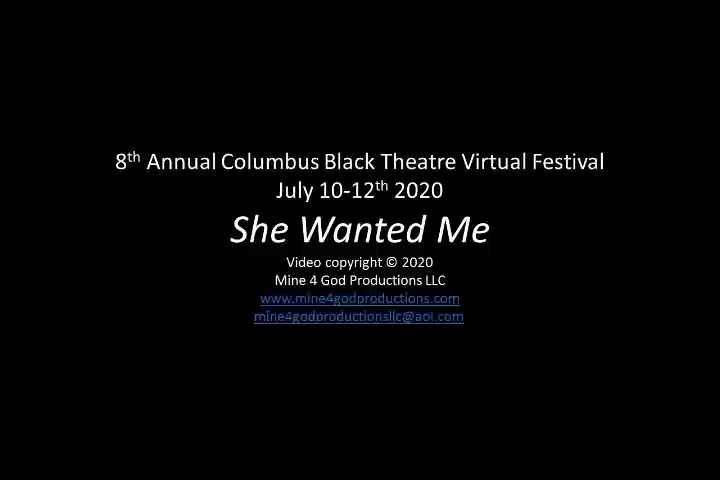 8th Annual Columbus Black Theatre Virtual Festival
July 10-12th 2020
She Wanted Me
Video copyright © 2020
Mine 4 God Productions LLC
www.mine4godproductions.com
mine4godproductionsllc@aol.com